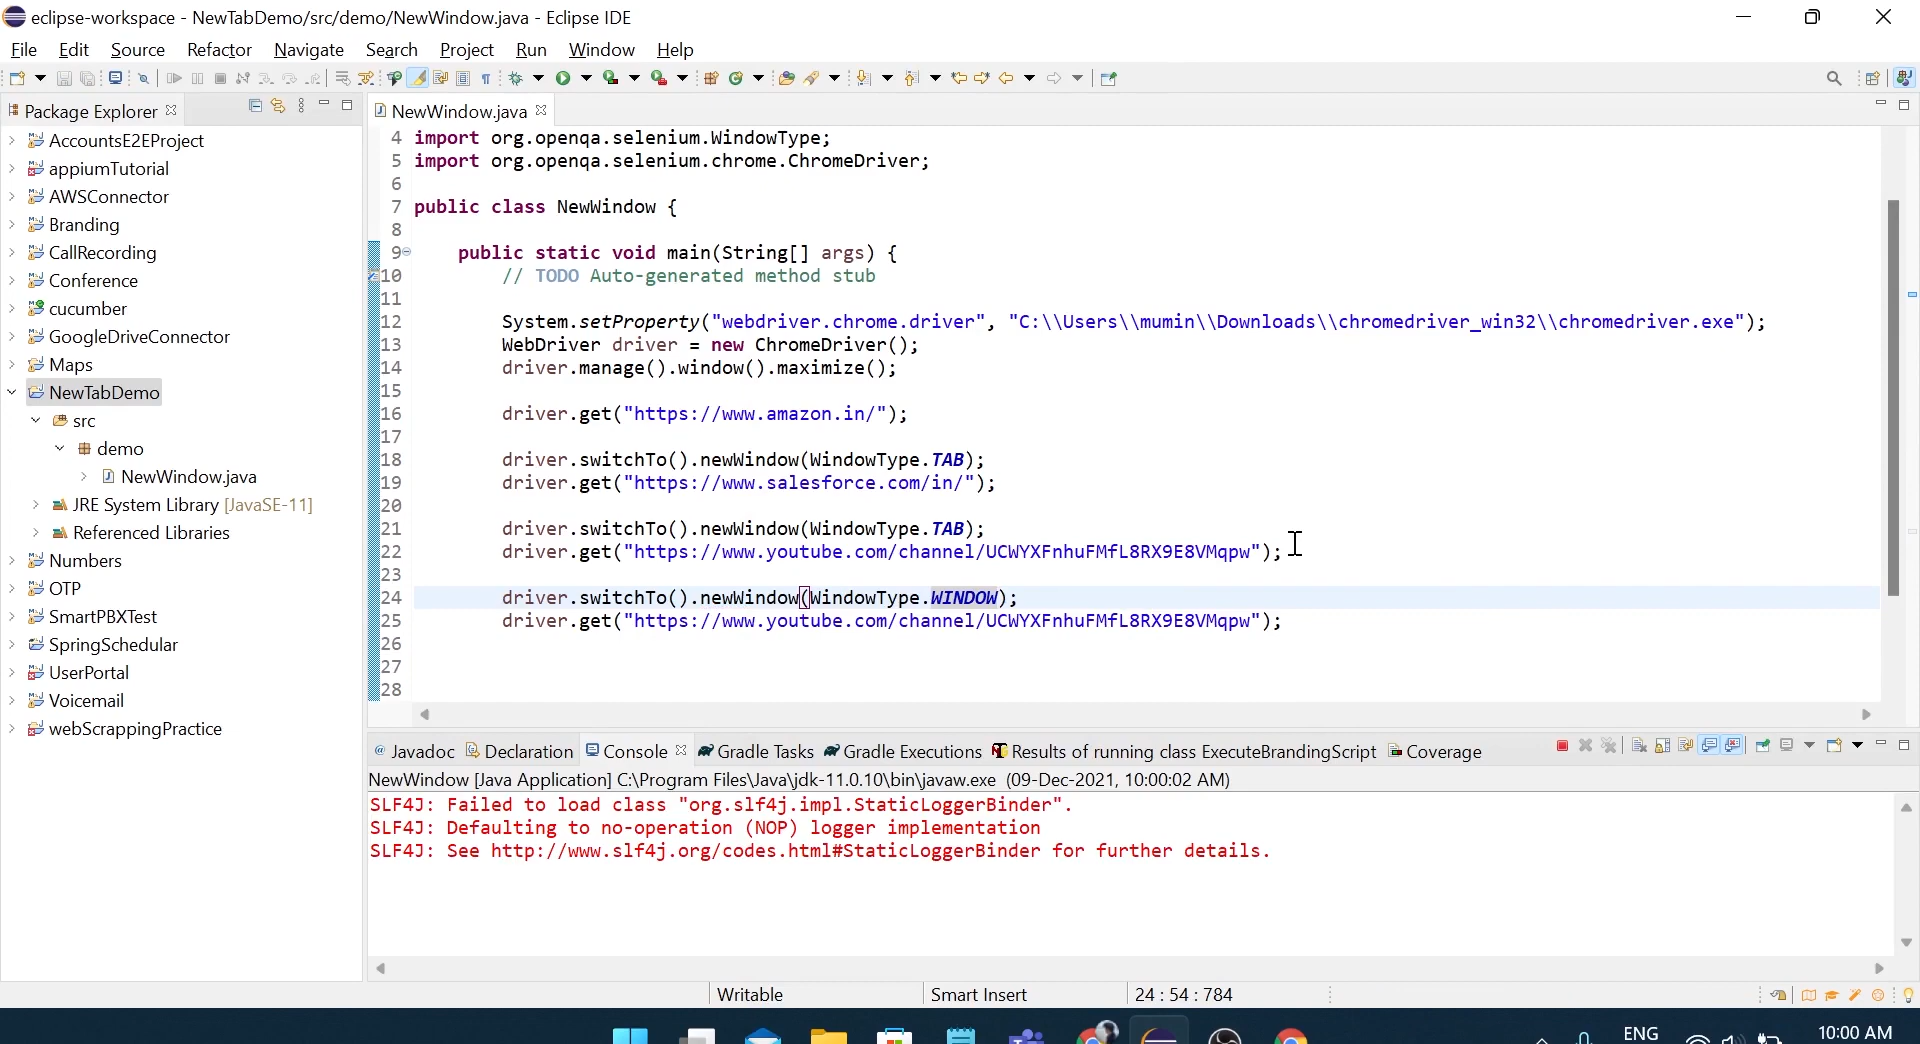 eclipse-workspace - NewTabDemo/src/demo/NewWindow.java - Eclipse IDE
File Edit Source Refactor Navigate Search Project Run Window Help
Package Explorer
AccountsE2EProject
appiumTutorial
AWSConnector
Branding
CallRecording
Conference
cucumber
GoogleDriveConnector
Maps
NewTabDemo
src
demo
NewWindow.java
JRE System Library [JavaSE-11]
Referenced Libraries
Numbers
OTP
SmartPBXTest
SpringSchedular
UserPortal
Voicemail
webScrappingPractice
NewWindow.java
4 import org.openqa.selenium.WindowType;
5 import org.openqa.selenium.chrome.ChromeDriver;
6
7 public class NewWindow {
8
9 public static void main(String[] args) {
10 // TODO Auto-generated method stub
11
12 System.setProperty("webdriver.chrome.driver", "C:\\Users\\mumin\\Downloads\\chromedriver_win32\\chromedriver.exe");
13 WebDriver driver = new ChromeDriver();
14 driver.manage().window().maximize();
15
16 driver.get("https://www.amazon.in/");
17
18 driver.switchTo().newWindow(WindowType.TAB);
19 driver.get("https://www.salesforce.com/in/");
20
21 driver.switchTo().newWindow(WindowType.TAB);
22 driver.get("https://www.youtube.com/channel/UCWYXFnhuFMfL8RX9E8VMqpw");
23
24 driver.switchTo().newWindow(WindowType.WINDOW);
25 driver.get("https://www.youtube.com/channel/UCWYXFnhuFMfL8RX9E8VMqpw");
26
27
28
Javadoc Declaration Console Gradle Tasks Gradle Executions Results of running class ExecuteBrandingScript Coverage
NewWindow [Java Application] C:\Program Files\Java\jdk-11.0.10\bin\javaw.exe (09-Dec-2021, 10:00:02 AM)
SLF4J: Failed to load class "org.slf4j.impl.StaticLoggerBinder".
SLF4J: Defaulting to no-operation (NOP) logger implementation
SLF4J: See http://www.slf4j.org/codes.html#StaticLoggerBinder for further details.
Writable Smart Insert 24 : 54 : 784
ENG 10:00 AM